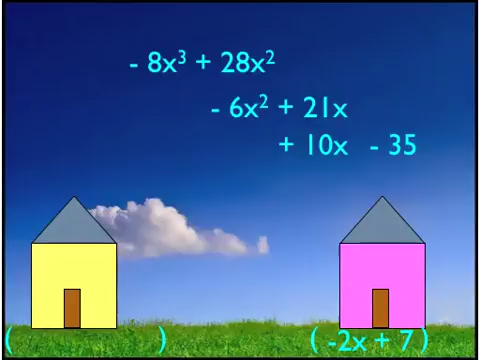 - 8x³ + 28x²
- 6x² + 21x
+ 10x - 35
( ) ( -2x + 7 )